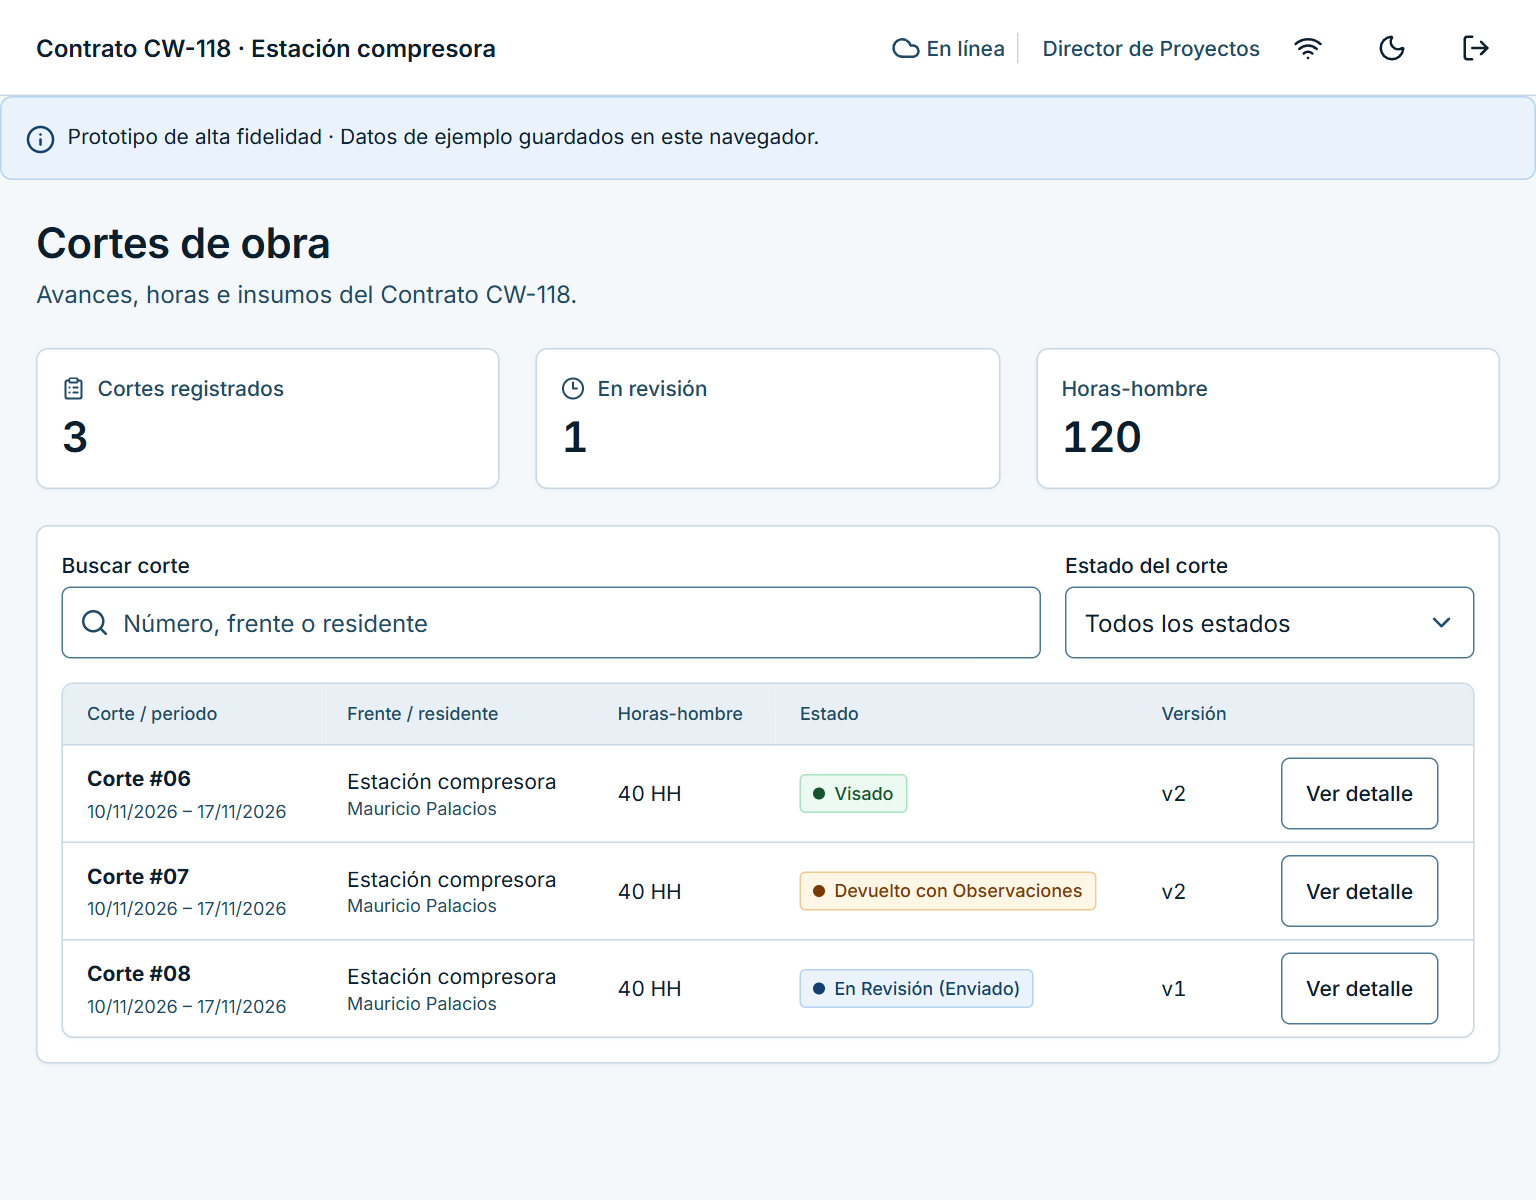 Contrato CW-118 · Estación compresora
En línea
Director de Proyectos
Prototipo de alta fidelidad · Datos de ejemplo guardados en este navegador.
Cortes de obra
Avances, horas e insumos del Contrato CW-118.
Cortes registrados
3
En revisión
1
Horas-hombre
120
Buscar corte
Número, frente o residente
Estado del corte
Todos los estados
Corte / periodo
Frente / residente
Horas-hombre
Estado
Versión
Corte #06
10/11/2026 – 17/11/2026
Estación compresora
Mauricio Palacios
40 HH
Visado
v2
Ver detalle
Corte #07
10/11/2026 – 17/11/2026
Estación compresora
Mauricio Palacios
40 HH
Devuelto con Observaciones
v2
Ver detalle
Corte #08
10/11/2026 – 17/11/2026
Estación compresora
Mauricio Palacios
40 HH
En Revisión (Enviado)
v1
Ver detalle